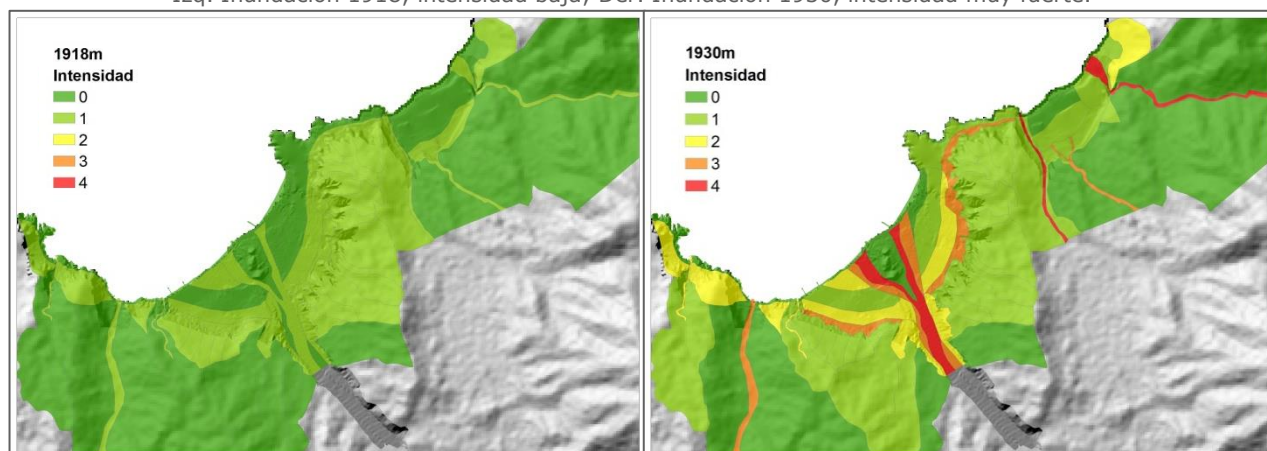 Izq. Inundación 1918, intensidad baja; Der. Inundación 1930, intensidad muy fuerte.
1918m
Intensidad
0
1
2
3
4
1930m
Intensidad
0
1
2
3
4